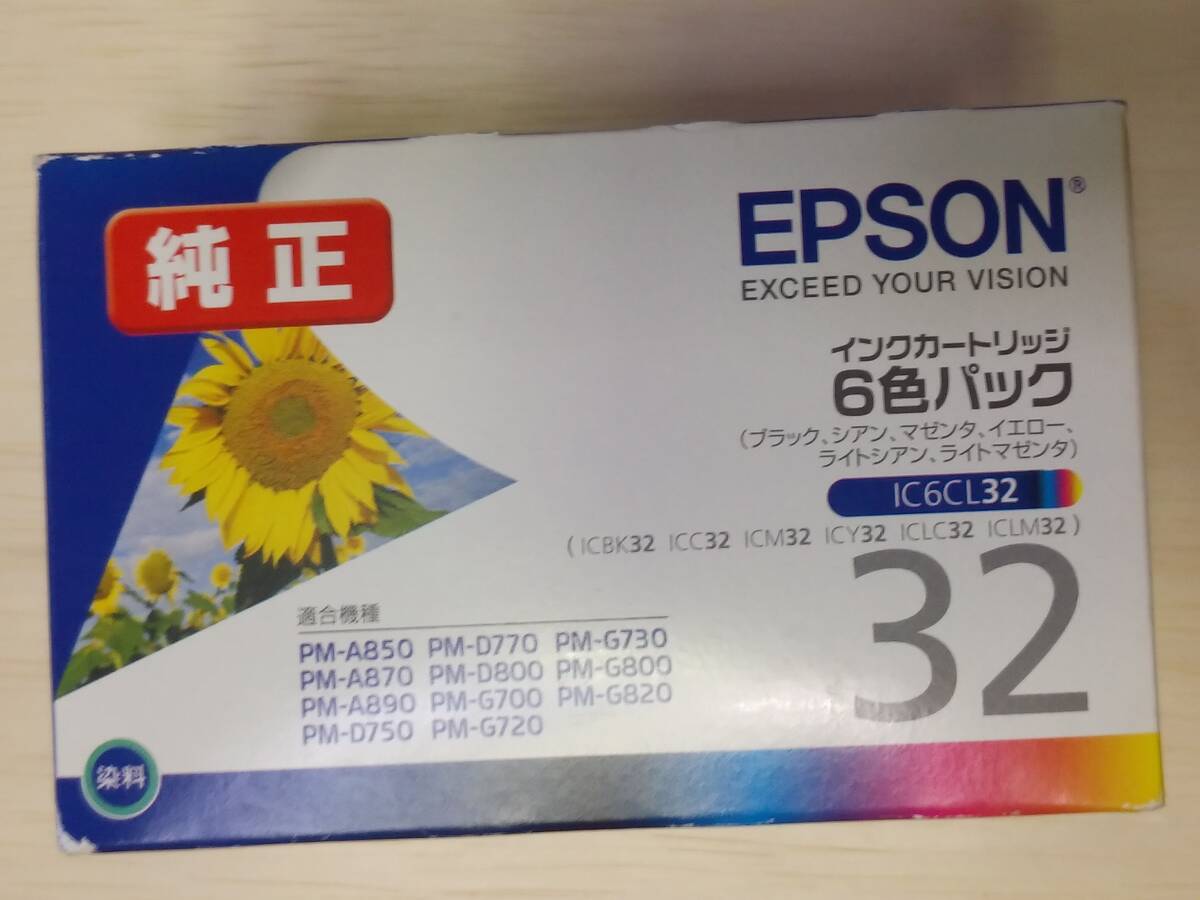 純正
EPSON®
EXCEED YOUR VISION
インクカートリッジ
6色パック
(ブラック、シアン、マゼンタ、イエロー、
ライトシアン、ライトマゼンタ)
IC6CL32
(ICBK32 ICC32 ICM32 ICY32 ICLC32 ICLM32)
32
適合機種
PM-A850 PM-D770 PM-G730
PM-A870 PM-D800 PM-G800
PM-A890 PM-G700 PM-G820
PM-D750 PM-G720
染料